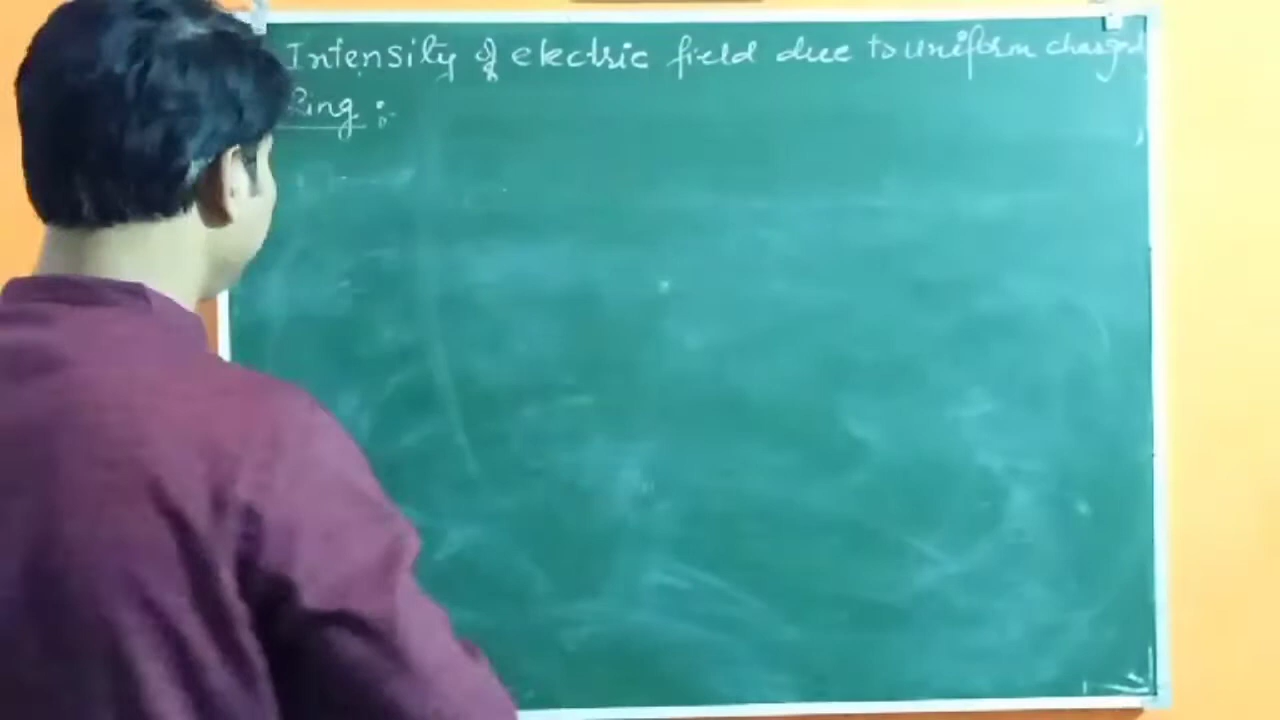 Intensity of electric field due to uniform charged
Ring :-